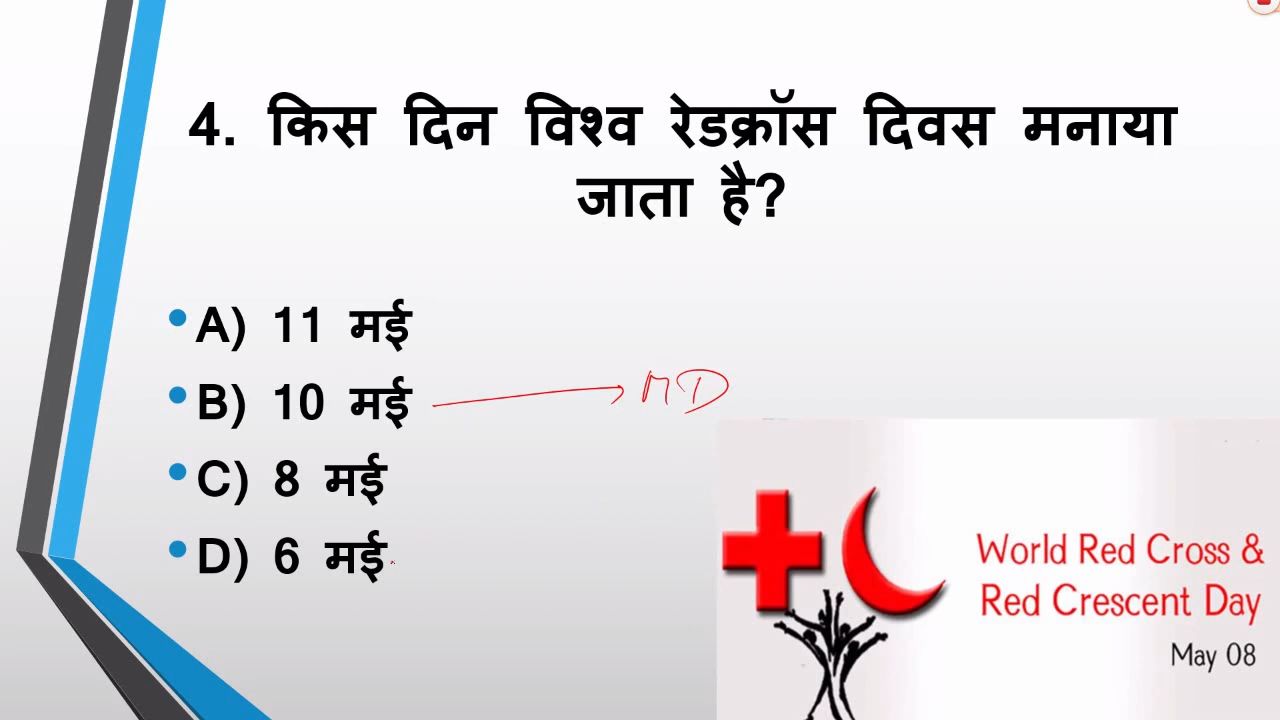 4. किस दिन विश्व रेडक्रॉस दिवस मनाया
जाता है?
A) 11 मई
B) 10 मई
MD
C) 8 मई
D) 6 मई
World Red Cross &
Red Crescent Day
May 08